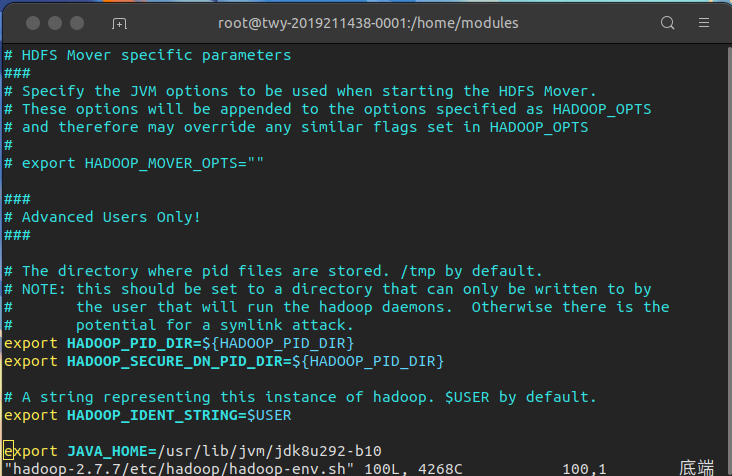 root@twy-2019211438-0001:/home/modules
# HDFS Mover specific parameters
###
# Specify the JVM options to be used when starting the HDFS Mover.
# These options will be appended to the options specified as HADOOP_OPTS
# and therefore may override any similar flags set in HADOOP_OPTS
#
# export HADOOP_MOVER_OPTS=""
###
# Advanced Users Only!
###
# The directory where pid files are stored. /tmp by default.
# NOTE: this should be set to a directory that can only be written to by
#       the user that will run the hadoop daemons.  Otherwise there is the
#       potential for a symlink attack.
export HADOOP_PID_DIR=${HADOOP_PID_DIR}
export HADOOP_SECURE_DN_PID_DIR=${HADOOP_PID_DIR}
# A string representing this instance of hadoop. $USER by default.
export HADOOP_IDENT_STRING=$USER
export JAVA_HOME=/usr/lib/jvm/jdk8u292-b10
"hadoop-2.7.7/etc/hadoop/hadoop-env.sh" 100L, 4268C 100,1 底端